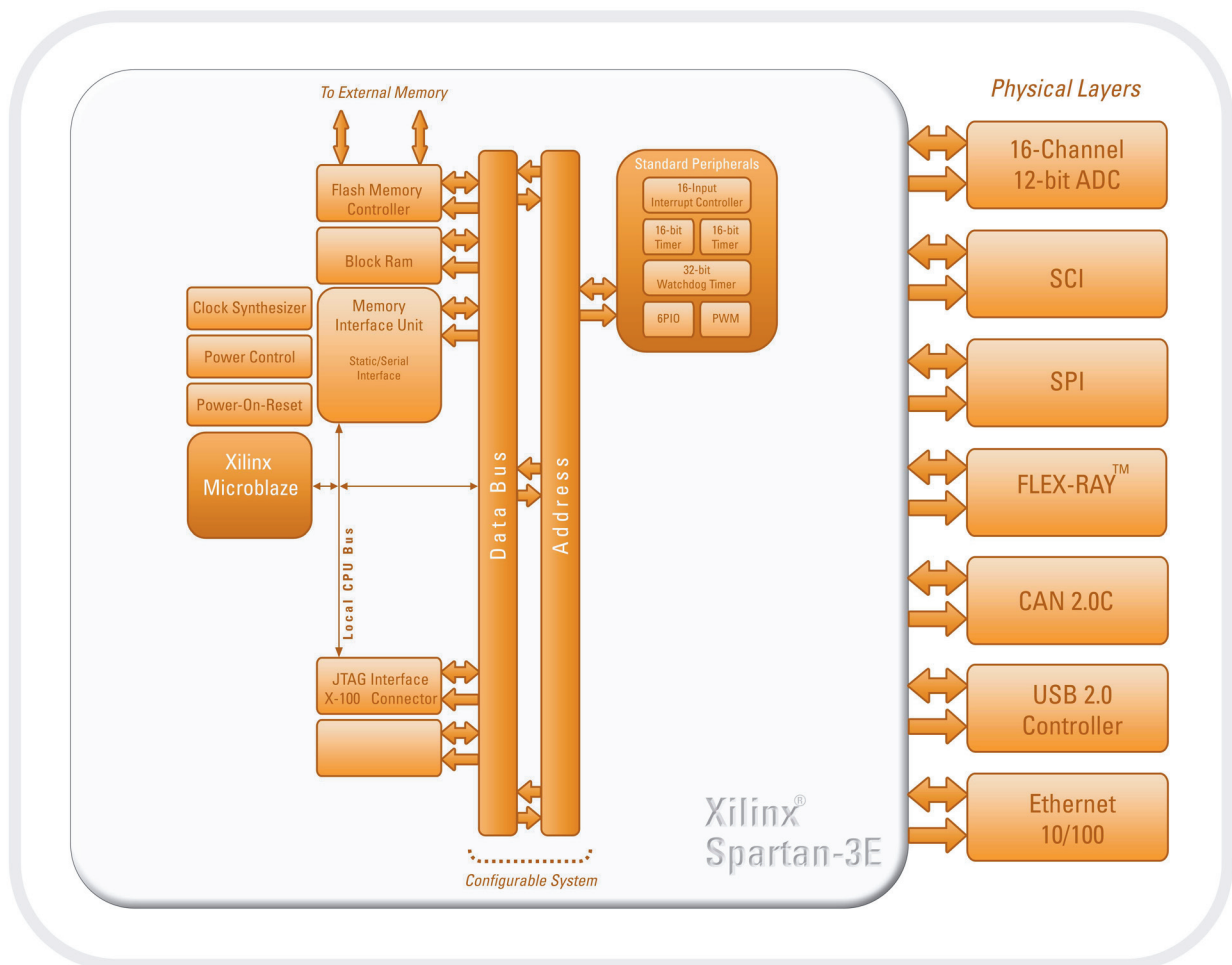 To External Memory
Physical Layers
Flash Memory
Controller
Block Ram
Clock Synthesizer
Power Control
Power-On-Reset
Memory
Interface Unit
Static/Serial
Interface
Xilinx
Microblaze
Local CPU Bus
JTAG Interface
X-100 Connector
Data Bus
Address
Configurable System
Standard Peripherals
16-Input
Interrupt Controller
16-bit
Timer
16-bit
Timer
32-bit
Watchdog Timer
6PIO
PWM
Xilinx®
Spartan-3E
16-Channel
12-bit ADC
SCI
SPI
FLEX-RAY™
CAN 2.0C
USB 2.0
Controller
Ethernet
10/100